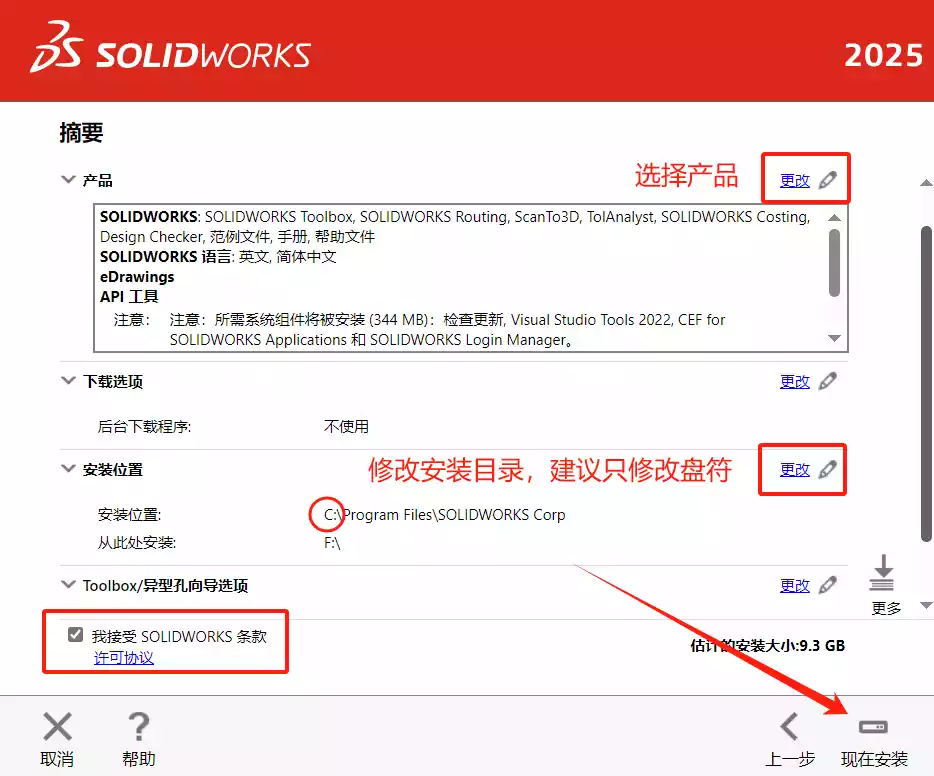 SOLIDWORKS
2025
摘要
产品
选择产品
更改
SOLIDWORKS: SOLIDWORKS Toolbox, SOLIDWORKS Routing, ScanTo3D, TolAnalyst, SOLIDWORKS Costing,
Design Checker, 范例文件, 手册, 帮助文件
SOLIDWORKS 语言: 英文, 简体中文
eDrawings
API 工具
注意: 注意: 所需系统组件将被安装 (344 MB): 检查更新, Visual Studio Tools 2022, CEF for
SOLIDWORKS Applications 和 SOLIDWORKS Login Manager。
下载选项
更改
后台下载程序:
不使用
安装位置
修改安装目录，建议只修改盘符
更改
安装位置:
C:\Program Files\SOLIDWORKS Corp
从此处安装:
F:\
Toolbox/异型孔向导选项
更改
更多
我接受 SOLIDWORKS 条款
许可协议
估计的安装大小:9.3 GB
取消
帮助
上一步
现在安装